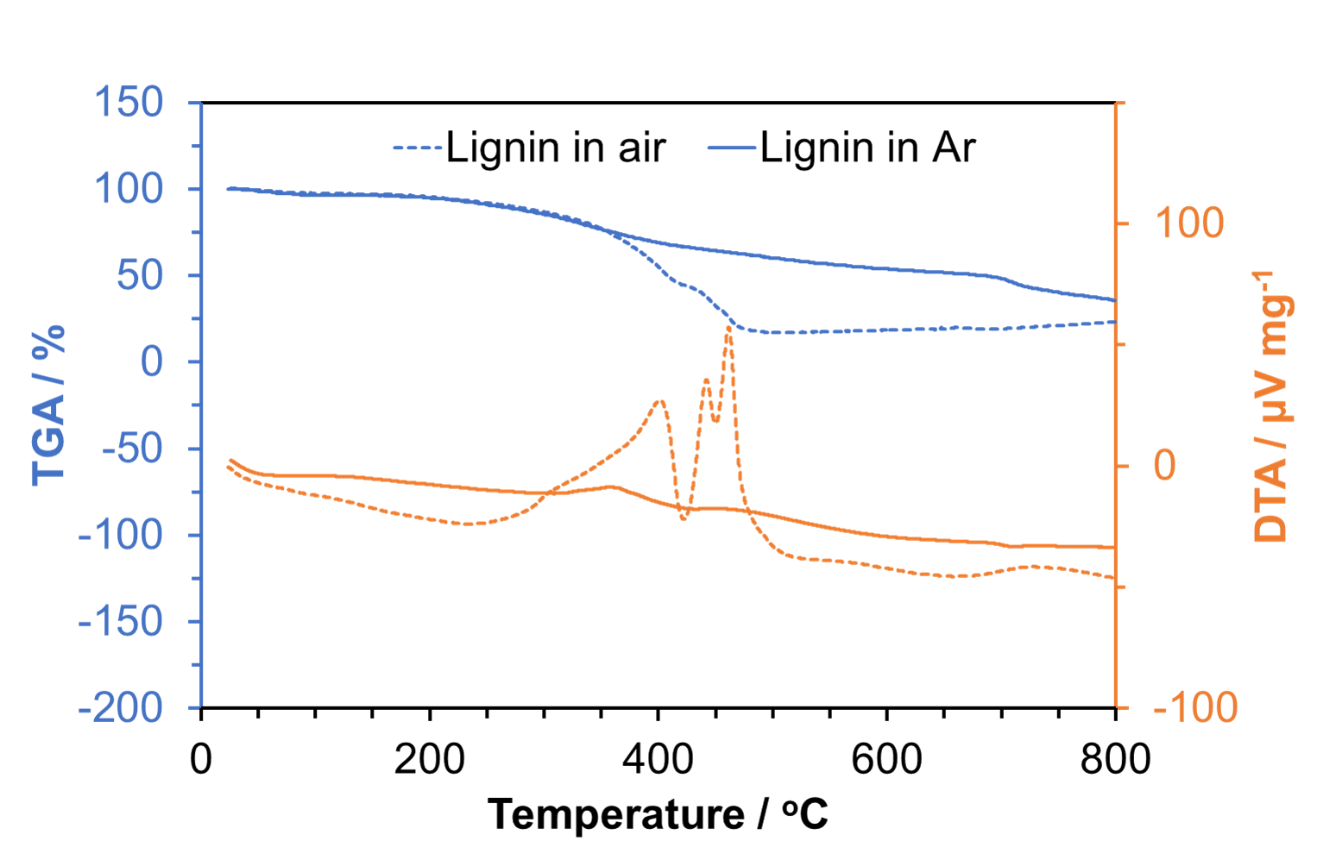 Lignin in air
Lignin in Ar
TGA / %
150
100
50
0
-50
-100
-150
-200
100
0
-100
DTA / µV mg⁻¹
0 200 400 600 800
Temperature / ºC